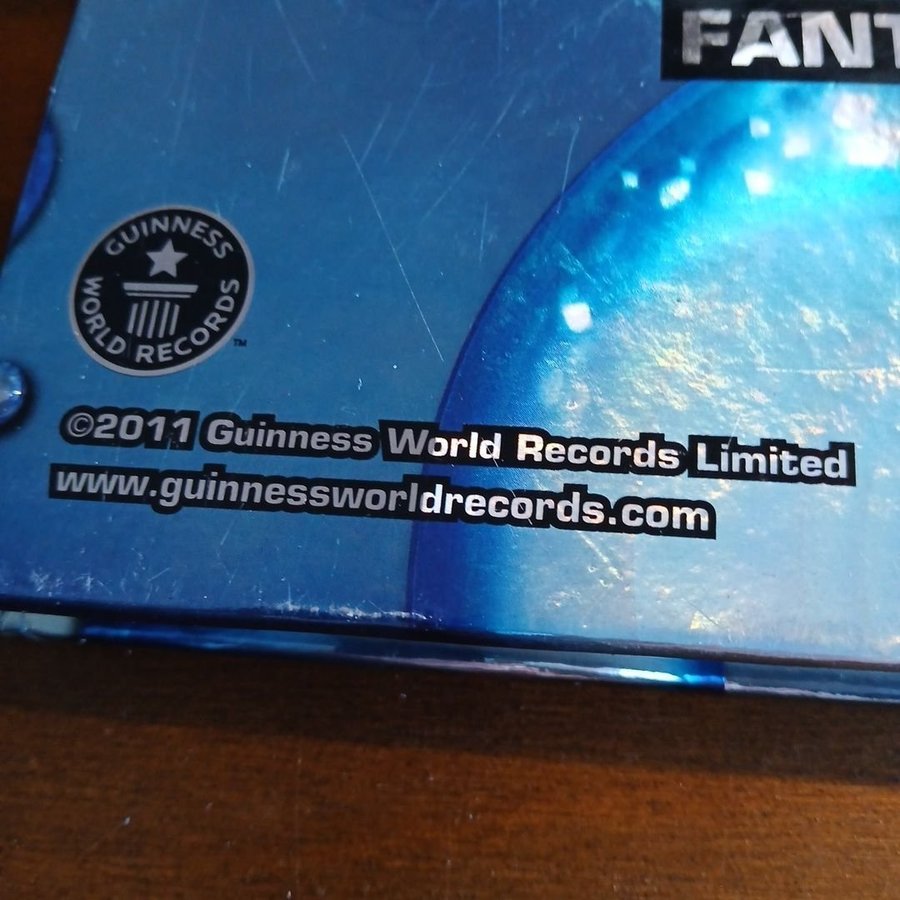 FANT
GUINNESS
WORLD RECORDS
™
©2011 Guinness World Records Limited
www.guinnessworldrecords.com